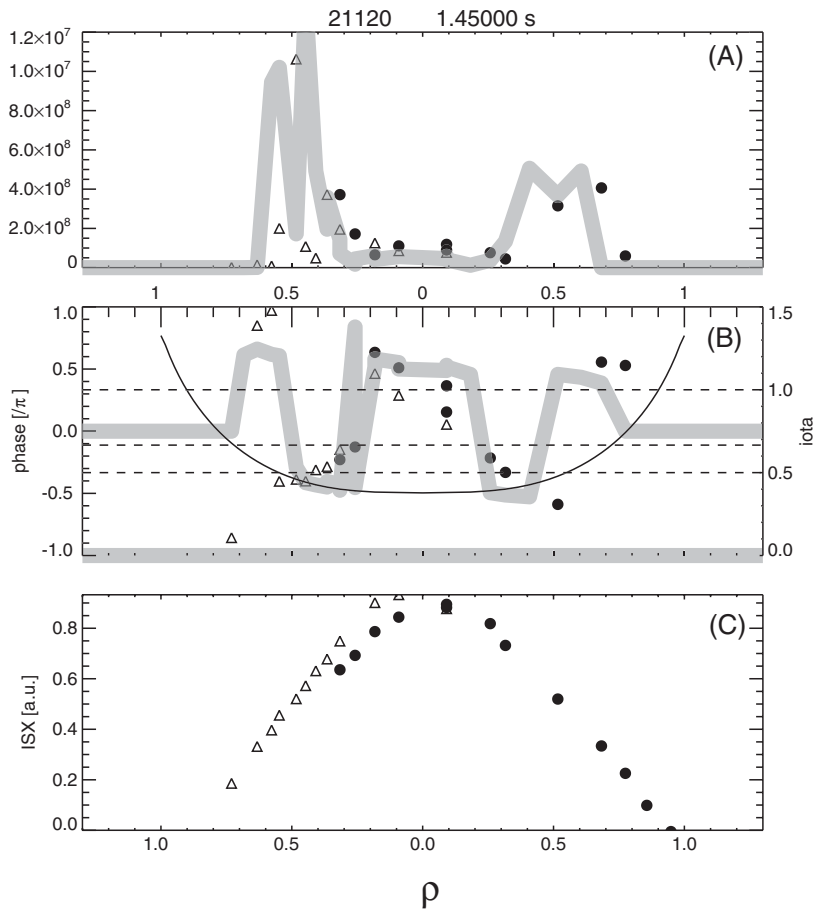 21120 1.45000 s
(A)
1.2×10⁷
1.0×10⁷
8.0×10⁸
6.0×10⁸
4.0×10⁸
2.0×10⁸
0
1 0.5 0 0.5 1
(B)
1.0
0.5
0.0
-0.5
-1.0
phase [/π]
1.5
1.0
0.5
0.0
iota
(C)
0.8
0.6
0.4
0.2
0.0
ISX [a.u.]
1.0 0.5 0.0 0.5 1.0
ρ